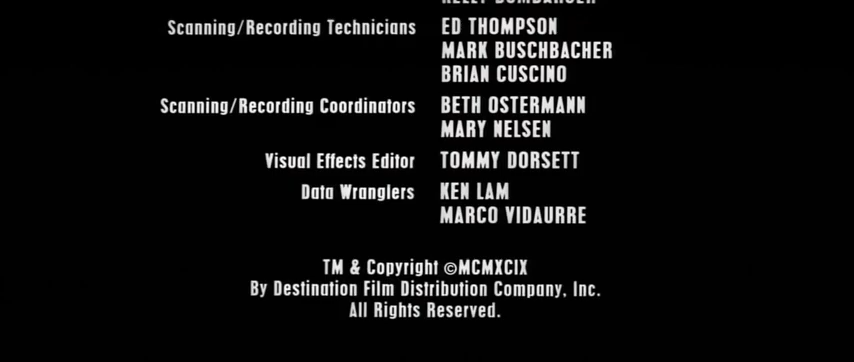 Scanning/Recording Technicians ED THOMPSON
MARK BUSCHBACHER
BRIAN CUSCINO
Scanning/Recording Coordinators BETH OSTERMANN
MARY NELSEN
Visual Effects Editor TOMMY DORSETT
Data Wranglers KEN LAM
MARCO VIDAURRE
TM & Copyright ©MCMXCIX
By Destination Film Distribution Company, Inc.
All Rights Reserved.